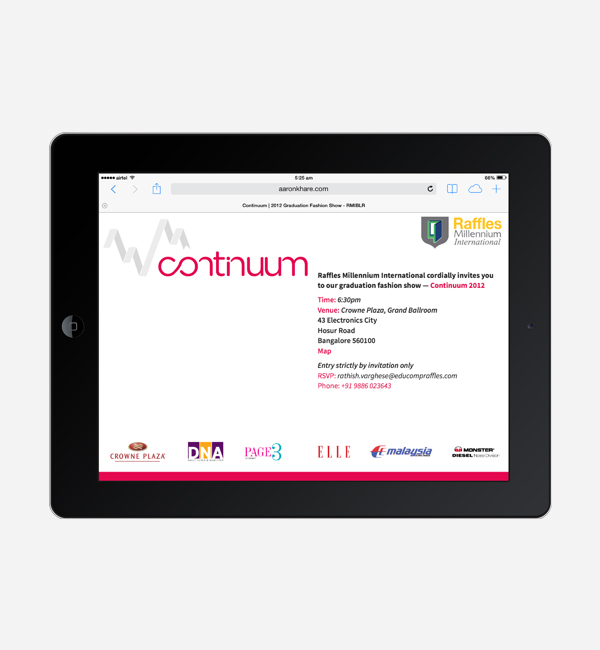 airtel
5:25 am
66%
aaronkhare.com
Continuum | 2012 Graduation Fashion Show - RMIBLR
continuum
Raffles
Millennium
International
Raffles Millennium International cordially invites you
to our graduation fashion show — Continuum 2012
Time: 6:30pm
Venue: Crowne Plaza, Grand Ballroom
43 Electronics City
Hosur Road
Bangalore 560100
Map
Entry strictly by invitation only
RSVP: rathish.varghese@educompraffles.com
Phone: +91 9886 023643
CROWNE PLAZA
DNA
PAGE3
ELLE
malaysia
MONSTER
DIESEL